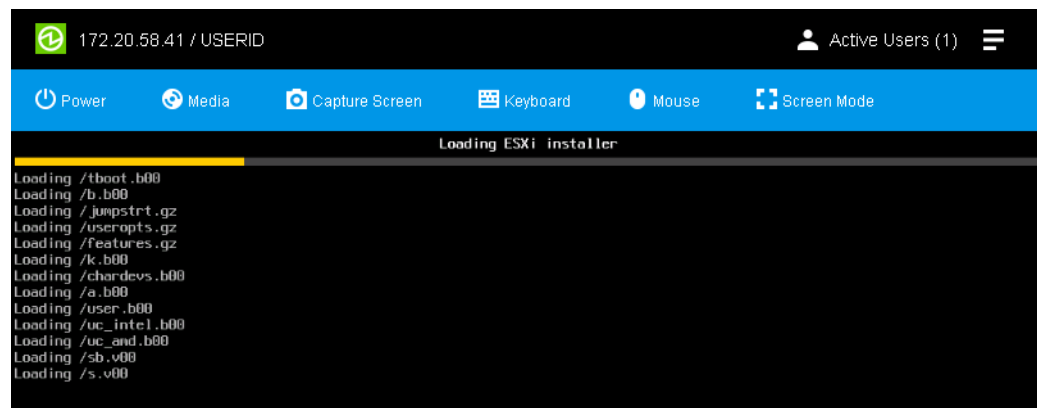 172.20.58.41 / USERID
Active Users (1)
Power
Media
Capture Screen
Keyboard
Mouse
Screen Mode
Loading ESXi installer
Loading /tboot.b00
Loading /b.b00
Loading /jumpstrt.gz
Loading /useropts.gz
Loading /features.gz
Loading /k.b00
Loading /chardevs.b00
Loading /a.b00
Loading /user.b00
Loading /uc_intel.b00
Loading /uc_amd.b00
Loading /sb.v00
Loading /s.v00